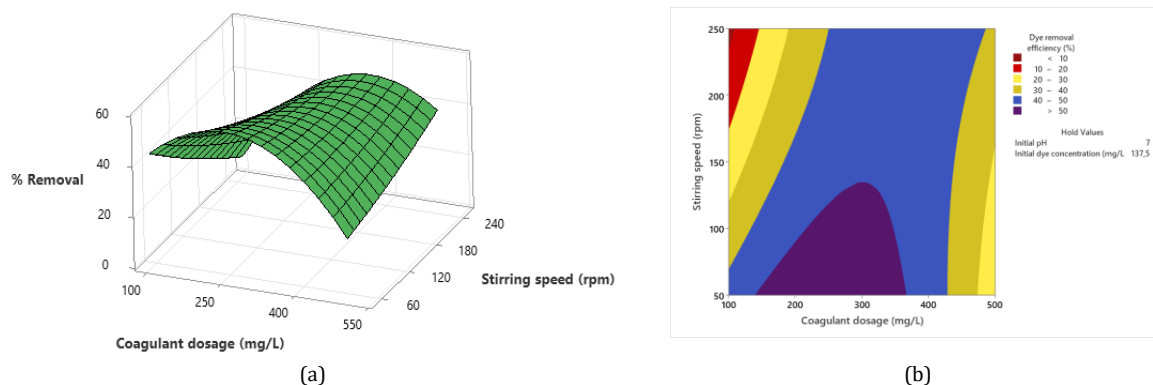 60
40
20
0
% Removal
100
250
400
550
Coagulant dosage (mg/L)
240
180
120
60
Stirring speed (rpm)
(a)
250
200
150
100
50
Stirring speed (rpm)
100
200
300
400
500
Coagulant dosage (mg/L)
Dye removal
efficiency (%)
< 10
10 – 20
20 – 30
30 – 40
40 – 50
> 50
Hold Values
Initial pH 7
Initial dye concentration (mg/L 137,5
(b)